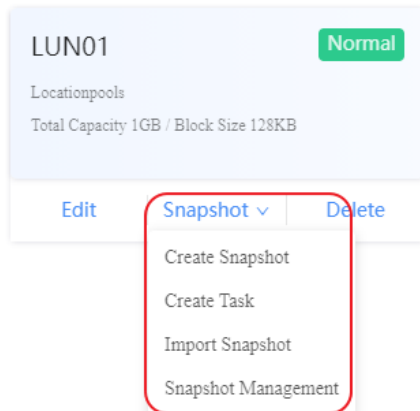 LUN01
Normal
Locationpools
Total Capacity 1GB / Block Size 128KB
Edit
Snapshot
Delete
Create Snapshot
Create Task
Import Snapshot
Snapshot Management